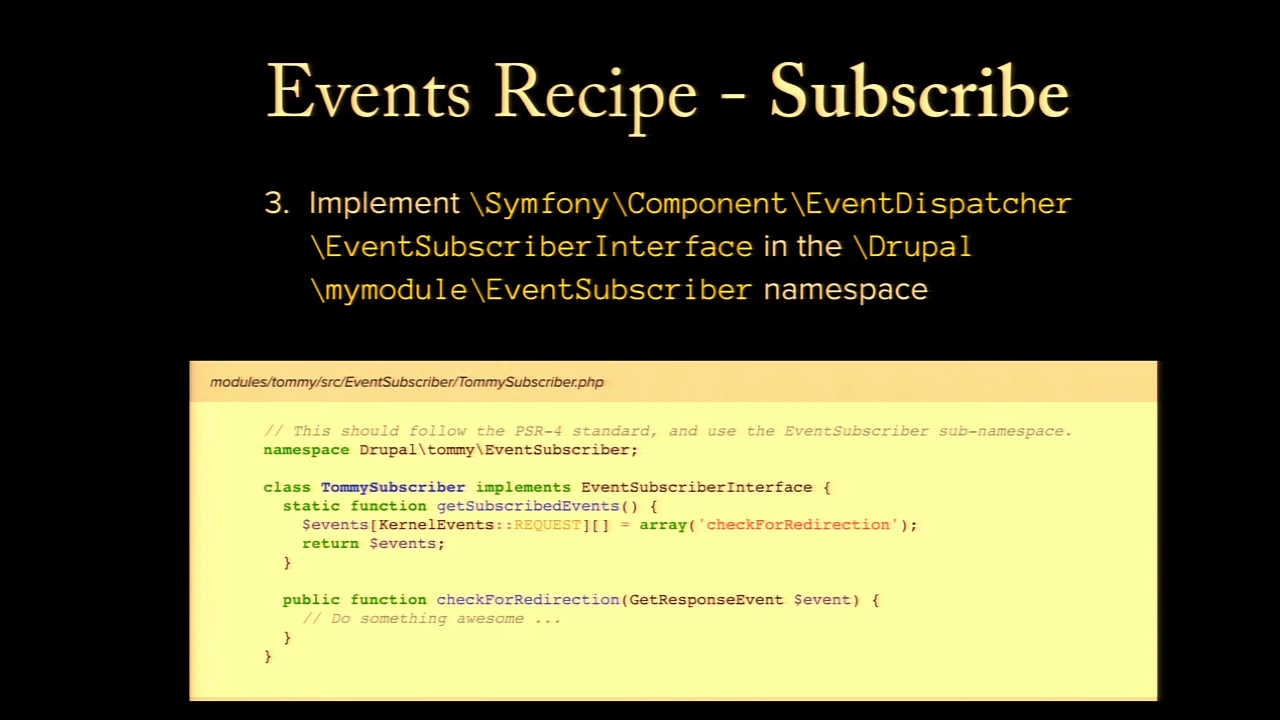 Events Recipe - Subscribe
3. Implement \Symfony\Component\EventDispatcher
\EventSubscriberInterface in the \Drupal
\mymodule\EventSubscriber namespace
modules/tommy/src/EventSubscriber/TommySubscriber.php
// This should follow the PSR-4 standard, and use the EventSubscriber sub-namespace.
namespace Drupal\tommy\EventSubscriber;
class TommySubscriber implements EventSubscriberInterface {
static function getSubscribedEvents() {
$events[KernelEvents::REQUEST][] = array('checkForRedirection');
return $events;
}
public function checkForRedirection(GetResponseEvent $event) {
// Do something awesome ...
}
}